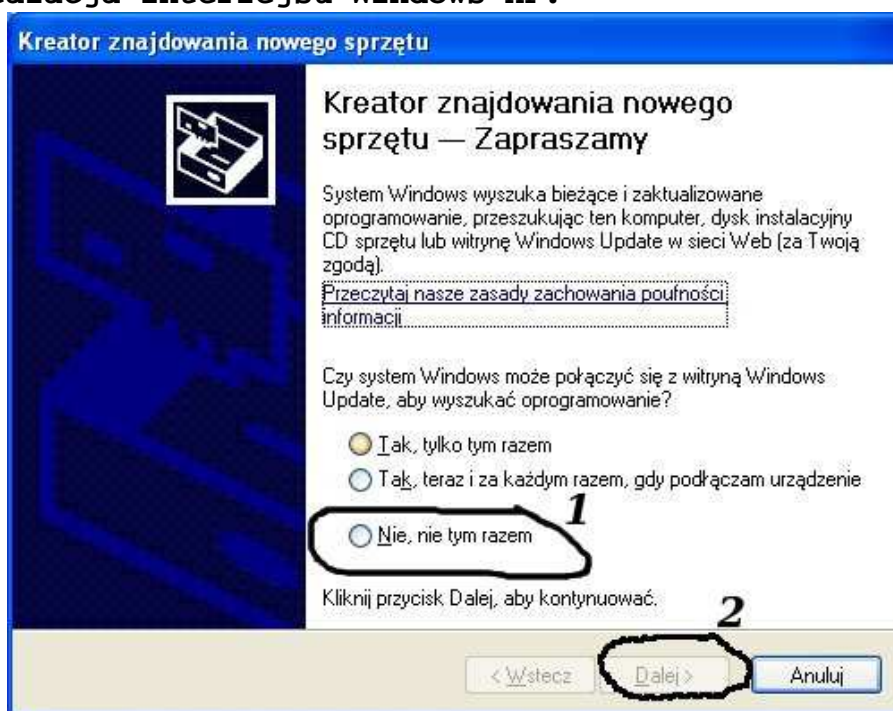 Kreator znajdowania nowego sprzętu
Kreator znajdowania nowego
sprzętu — Zapraszamy
System Windows wyszuka bieżące i zaktualizowane
oprogramowanie, przeszukując ten komputer, dysk instalacyjny
CD sprzętu lub witrynę Windows Update w sieci Web (za Twoją
zgodą).
Przeczytaj nasze zasady zachowania poufności
informacji
Czy system Windows może połączyć się z witryną Windows
Update, aby wyszukać oprogramowanie?
Tak, tylko tym razem
Tak, teraz i za każdym razem, gdy podłączam urządzenie
1
Nie, nie tym razem
Kliknij przycisk Dalej, aby kontynuować.
2
< Wstecz
Dalej >
Anuluj